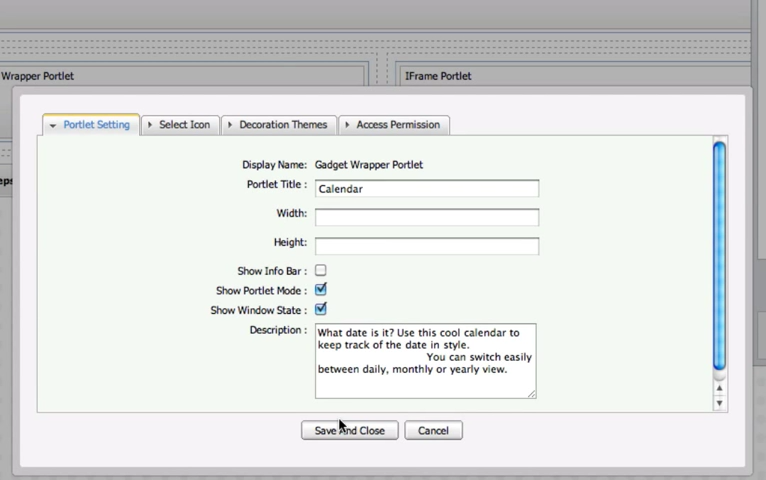 Wrapper Portlet
IFrame Portlet
Portlet Setting
Select Icon
Decoration Themes
Access Permission
Display Name: Gadget Wrapper Portlet
Portlet Title : Calendar
Width:
Height:
Show Info Bar :
Show Portlet Mode :
Show Window State :
Description : What date is it? Use this cool calendar to
keep track of the date in style.
You can switch easily
between daily, monthly or yearly view.
Save And Close
Cancel